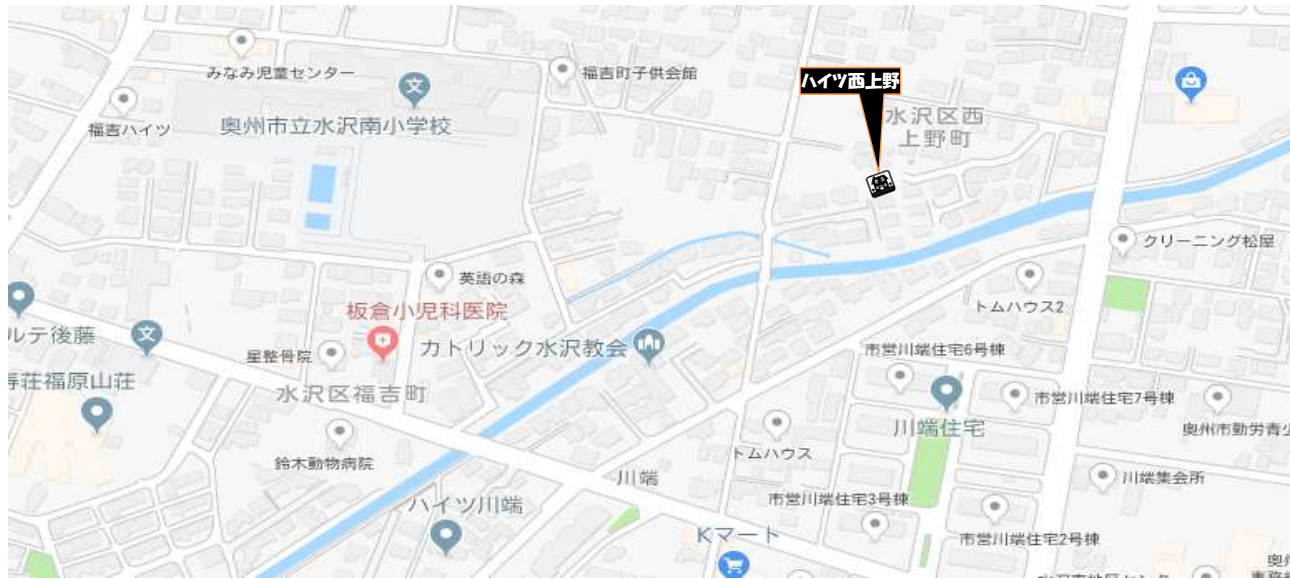 みなみ児童センター
福吉町子供会館
ハイツ西上野
福吉ハイツ
奥州市立水沢南小学校
水沢区西
上野町
クリーニング松屋
英語の森
トムハウス2
板倉小児科医院
ルテ後藤
星整骨院
カトリック水沢教会
市営川端住宅6号棟
寿荘福原山荘
水沢区福吉町
市営川端住宅7号棟
川端住宅
奥州市勤労青少
トムハウス
鈴木動物病院
川端
川端集会所
ハイツ川端
市営川端住宅3号棟
Kマート
市営川端住宅2号棟
奥州